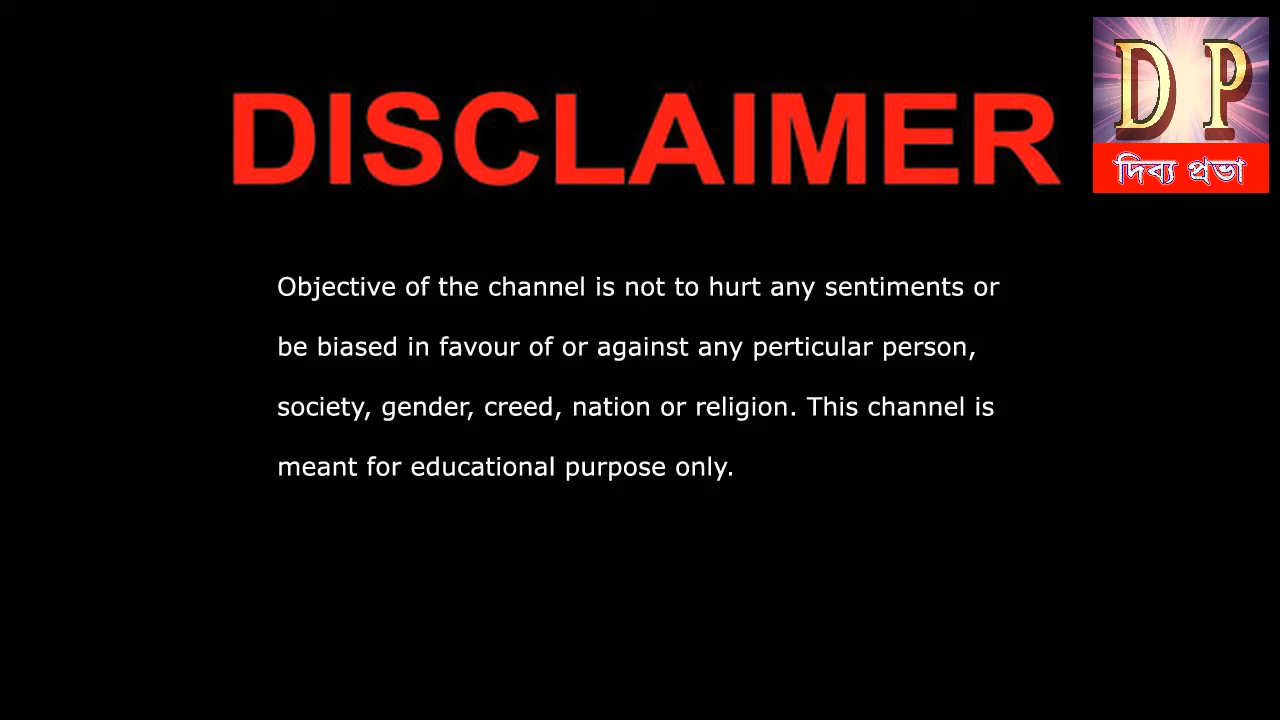 DISCLAIMER
D P
দিব্য প্রভা
Objective of the channel is not to hurt any sentiments or
be biased in favour of or against any perticular person,
society, gender, creed, nation or religion. This channel is
meant for educational purpose only.